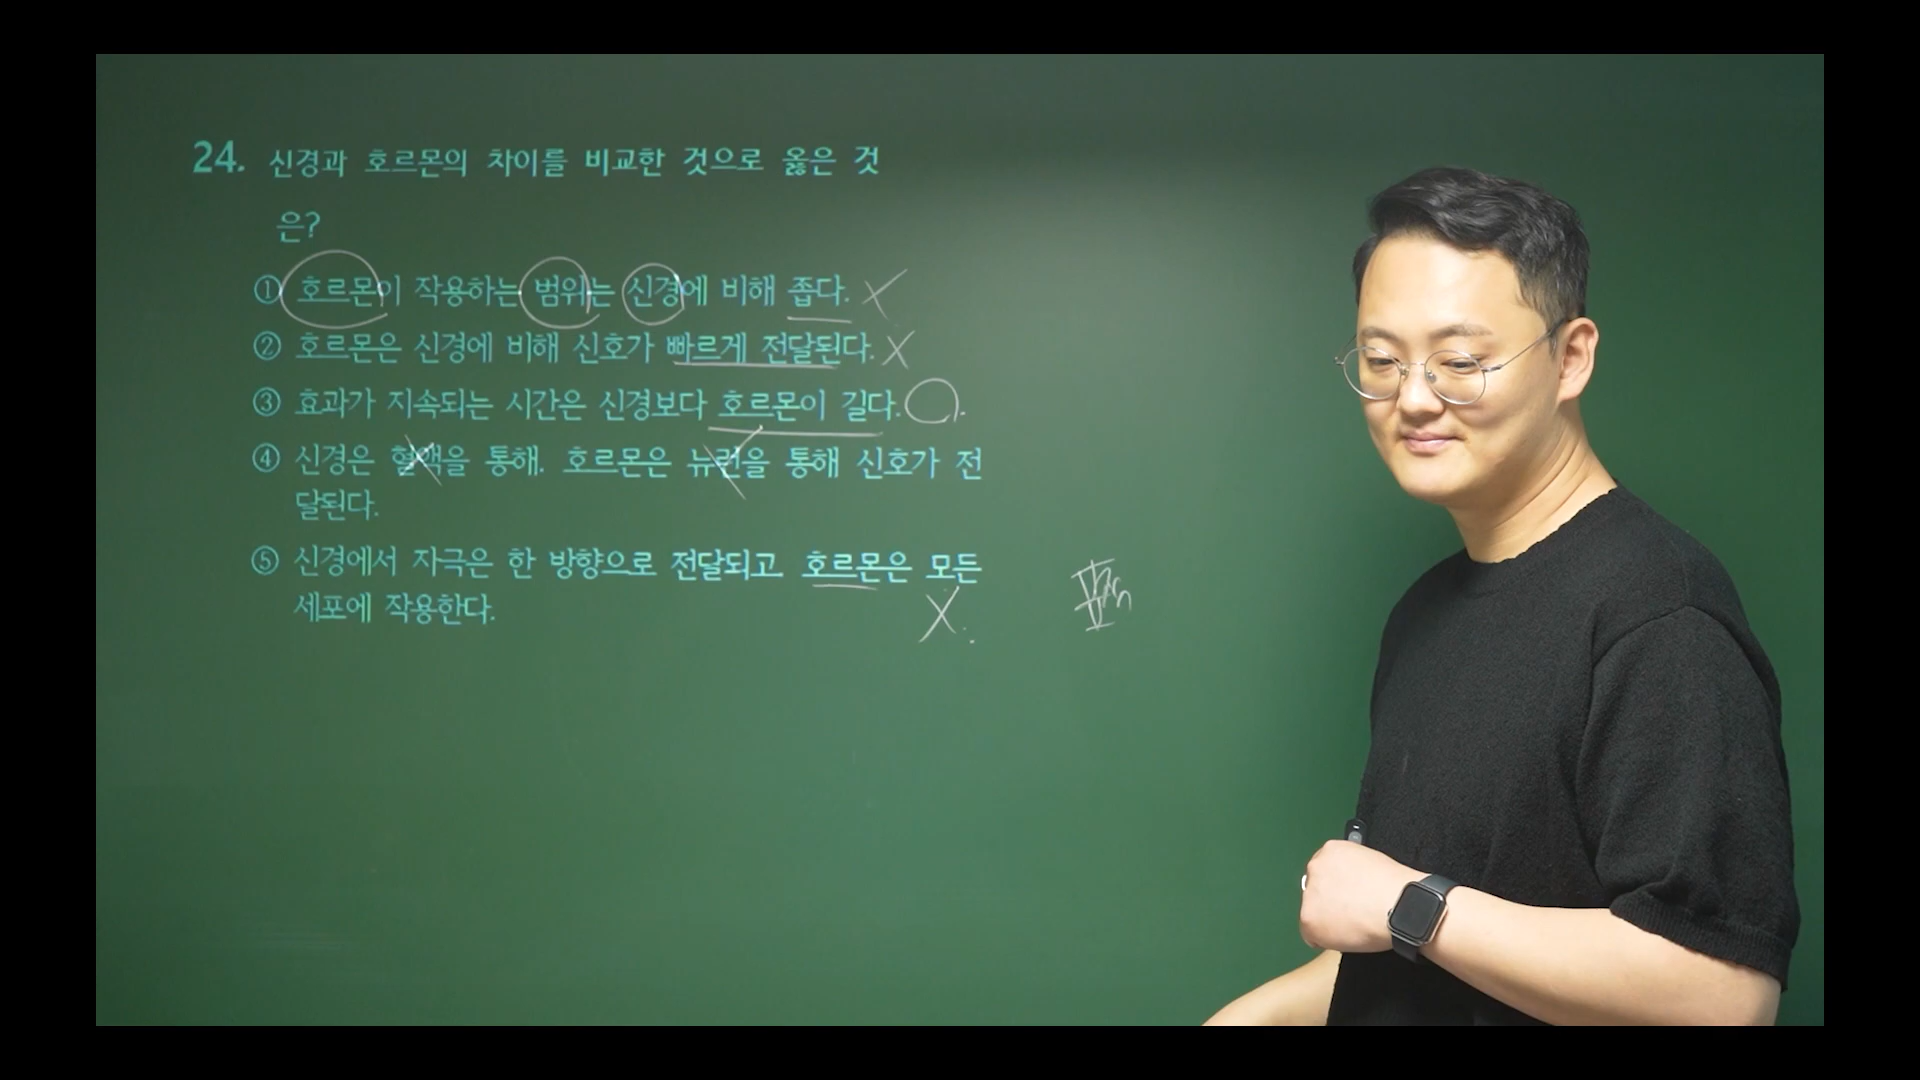 24. 신경과 호르몬의 차이를 비교한 것으로 옳은 것
은?
① 호르몬이 작용하는 범위는 신경에 비해 좁다. X
② 호르몬은 신경에 비해 신호가 빠르게 전달된다. X
③ 효과가 지속되는 시간은 신경보다 호르몬이 길다.
④ 신경은 혈액을 통해. 호르몬은 뉴런을 통해 신호가 전
달된다.
⑤ 신경에서 자극은 한 방향으로 전달되고 호르몬은 모든
세포에 작용한다. X